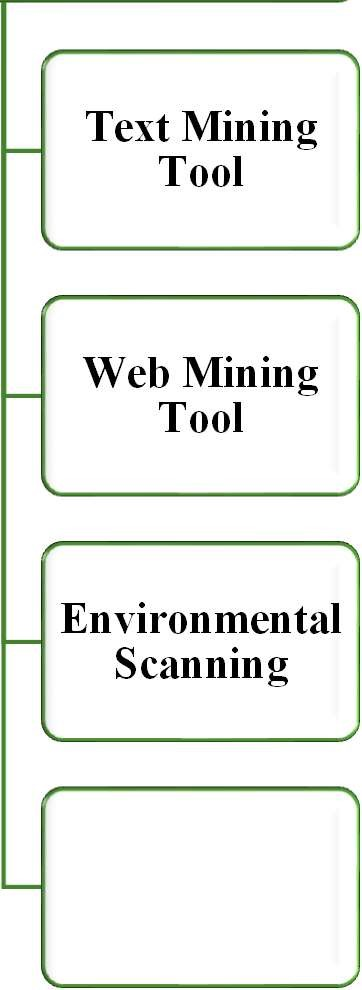 Text Mining
Tool
Web Mining
Tool
Environmental
Scanning